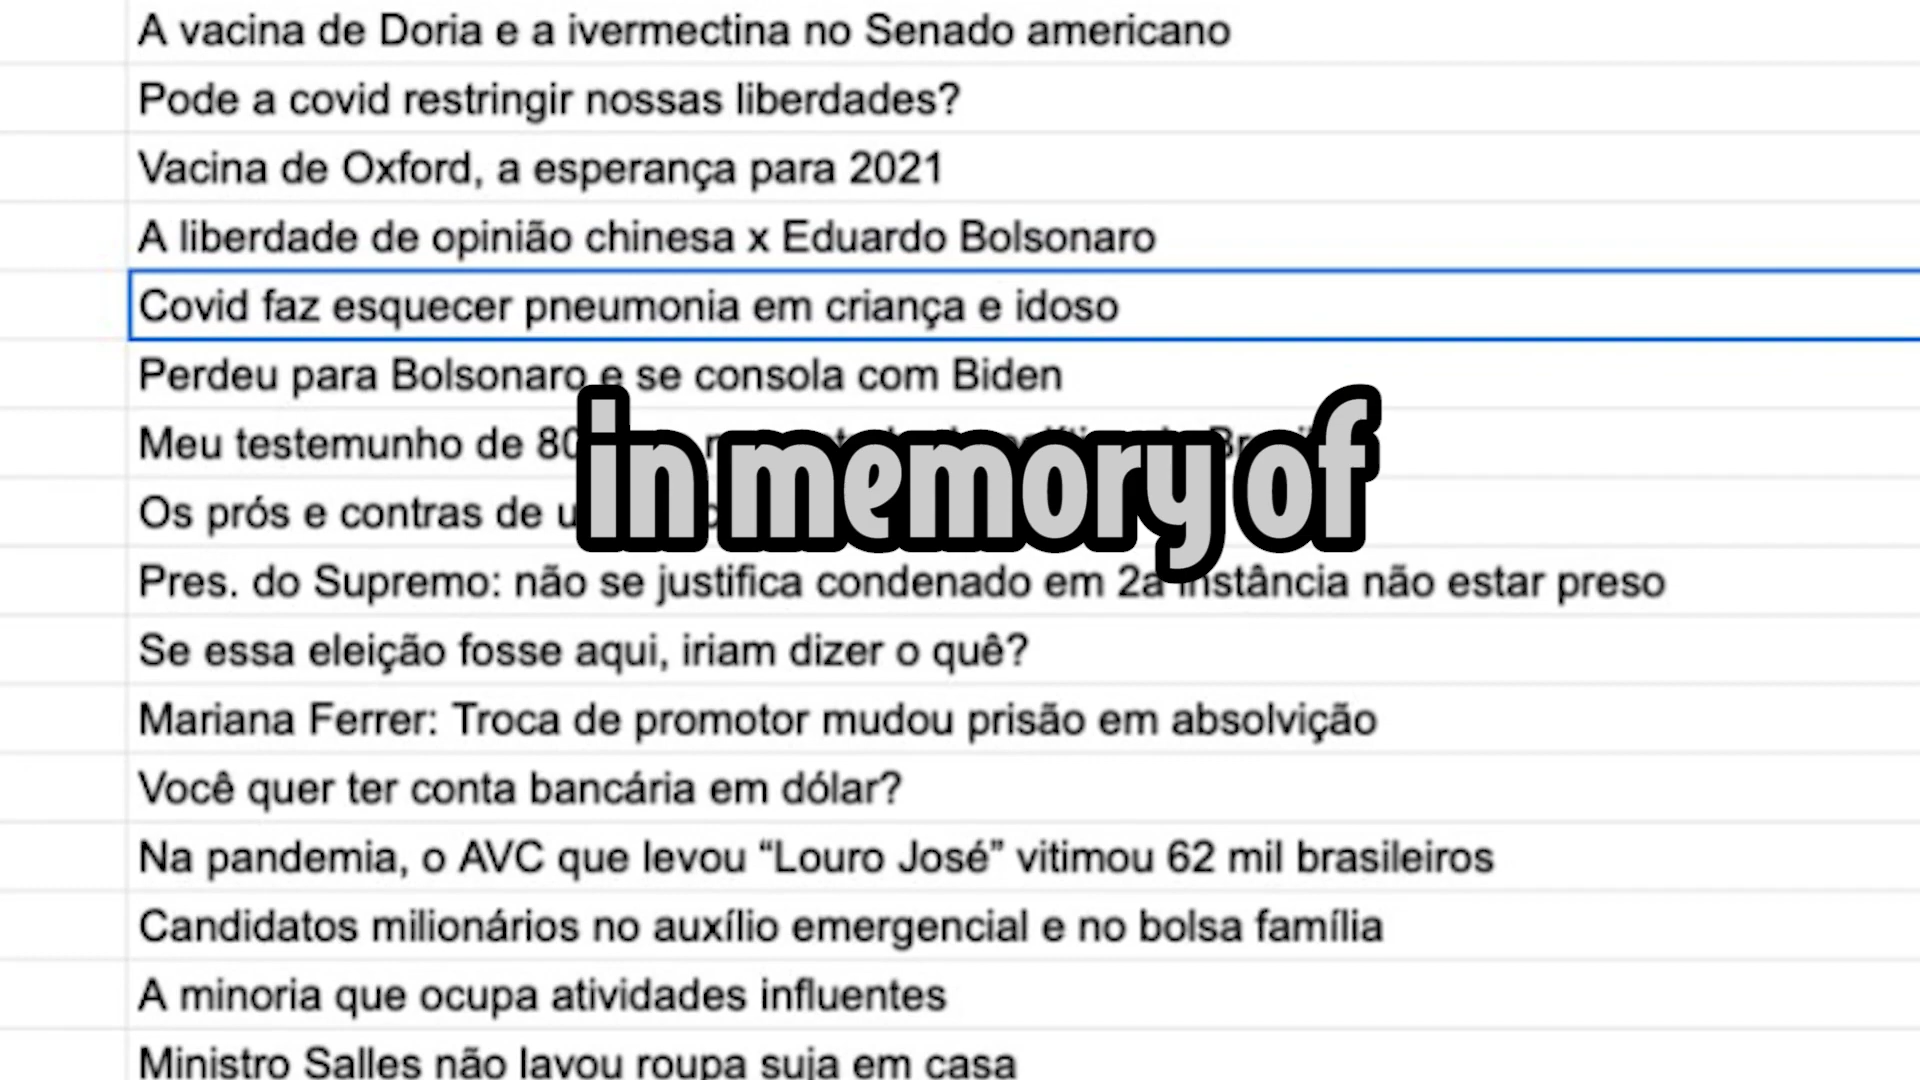 A vacina de Doria e a ivermectina no Senado americano
Pode a covid restringir nossas liberdades?
Vacina de Oxford, a esperança para 2021
A liberdade de opinião chinesa x Eduardo Bolsonaro
Covid faz esquecer pneumonia em criança e idoso
Perdeu para Bolsonaro e se consola com Biden
Meu testemunho de 80
in memory of
Os prós e contras de
Pres. do Supremo: não se justifica condenado em 2a instância não estar preso
Se essa eleição fosse aqui, iriam dizer o quê?
Mariana Ferrer: Troca de promotor mudou prisão em absolvição
Você quer ter conta bancária em dólar?
Na pandemia, o AVC que levou “Louro José” vitimou 62 mil brasileiros
Candidatos milionários no auxílio emergencial e no bolsa família
A minoria que ocupa atividades influentes
Ministro Salles não lavou roupa suja em casa